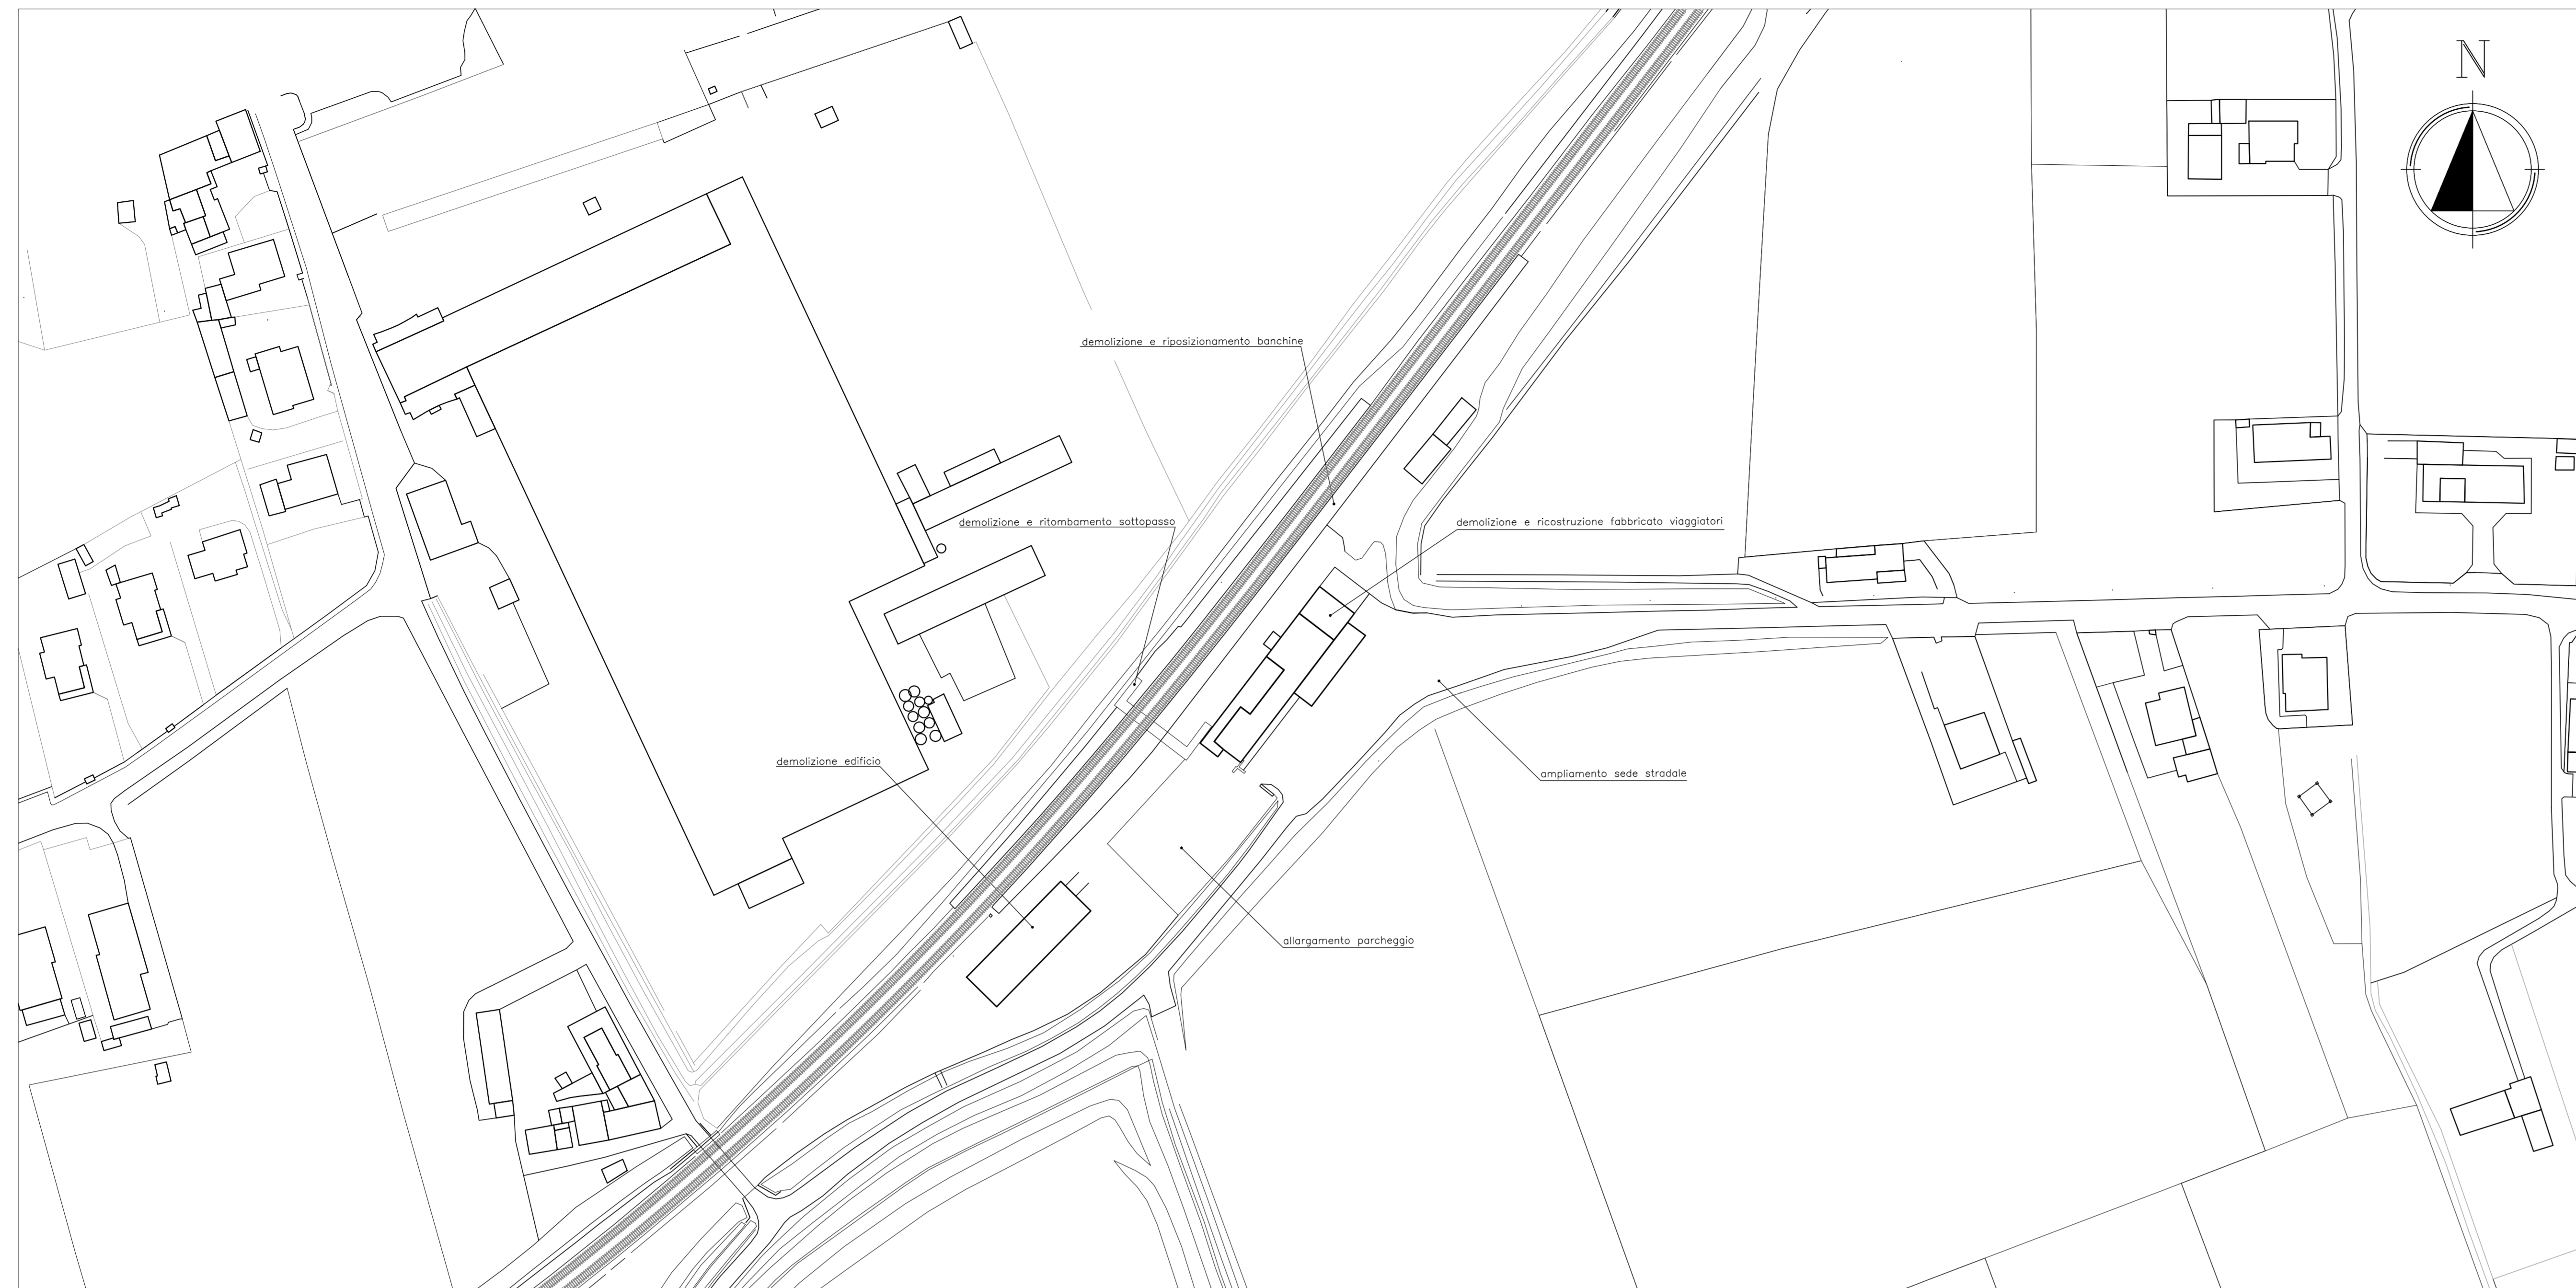 N
demolizione e riposizionamento banchine
demolizione e ritombamento sottopasso
demolizione e ricostruzione fabbricato viaggiatori
demolizione edificio
ampliamento sede stradale
allargamento parcheggio